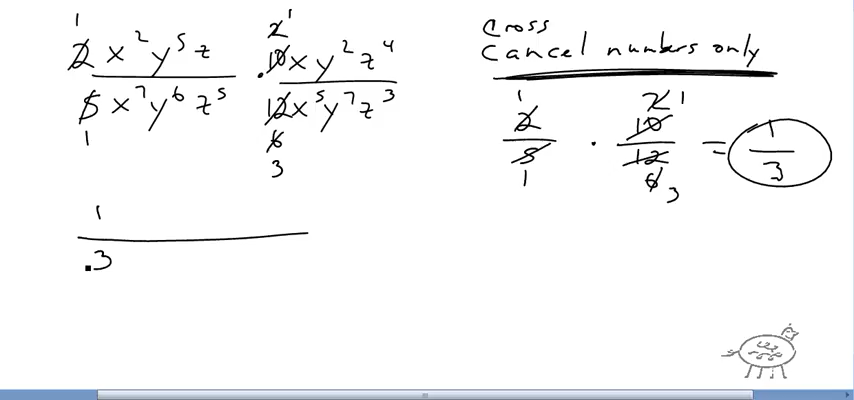 1 2 1
2x²y⁵z · 10xy²z⁴
5x⁷y⁶z⁵ 12x⁵y⁷z³
1 6
3
1
.3
Cross
Cancel numbers only
1 2 1
2 · 10 = 1
5 12 3
1 6 3